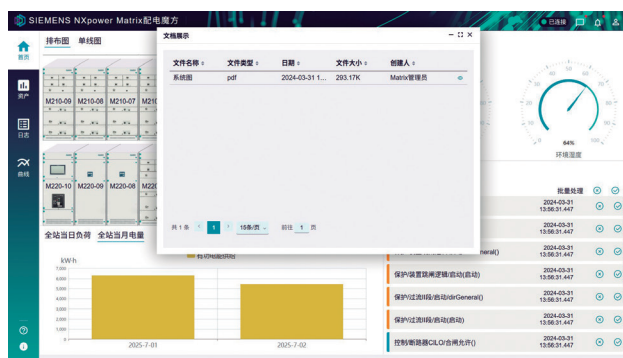 SIEMENS NXpower Matrix配电魔方
已连接
首页
资产
日志
曲线
排布图 单线图
M210-09 M210-08 M210-07 M210
M220-10 M220-09 M220-08 M220
文档展示
文件名称 文件类型 日期 文件大小 创建人
系统图 pdf 2024-03-31 1... 293.17K Matrix管理员
共 1 条 1 15条/页 前往 1 页
64%
环境湿度
全站当日负荷 全站当月电量
kW·h
有功电能供给
7,000
6,000
5,000
4,000
3,000
2,000
1,000
0
2025-7-01 2025-7-02
批量处理
2024-03-31
13:56:31.447
2024-03-31
13:56:31.447
neral()
2024-03-31
13:56:31.447
保护/装置跳闸逻辑/启动(启动)
2024-03-31
13:56:31.447
保护/过流II段/启动/dirGeneral()
2024-03-31
13:56:31.447
保护/过流II段/启动(启动)
2024-03-31
13:56:31.447
控制/断路器CILO/合闸允许()
2024-03-31
13:56:31.447